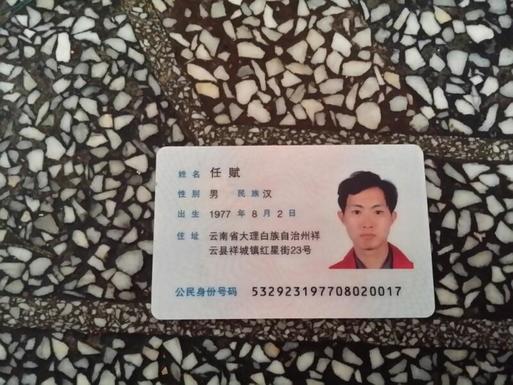 姓名 任赋
性别 男 民族 汉
出生 1977 年 8 月 2 日
住址 云南省大理白族自治州祥
云县祥城镇红星街23号
公民身份号码 532923197708020017